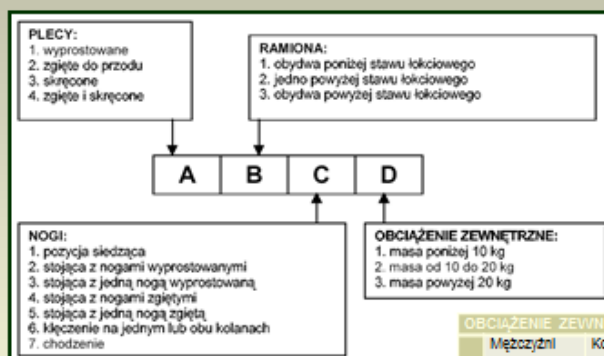 PLECY:
1. wyprostowane
2. zgięte do przodu
3. skręcone
4. zgięte i skręcone
RAMIONA:
1. obydwa poniżej stawu łokciowego
2. jedno powyżej stawu łokciowego
3. obydwa powyżej stawu łokciowego
A B C D
NOGI:
1. pozycja siedząca
2. stojąca z nogami wyprostowanymi
3. stojąca z jedną nogą wyprostowaną
4. stojąca z nogami zgiętymi
5. stojąca z jedną nogą zgiętą
6. klęczenie na jednym lub obu kolanach
7. chodzenie
OBCIĄŻENIE ZEWNĘTRZNE:
1. masa poniżej 10 kg
2. masa od 10 do 20 kg
3. masa powyżej 20 kg
OBCIĄŻENIE
Mężczyźni